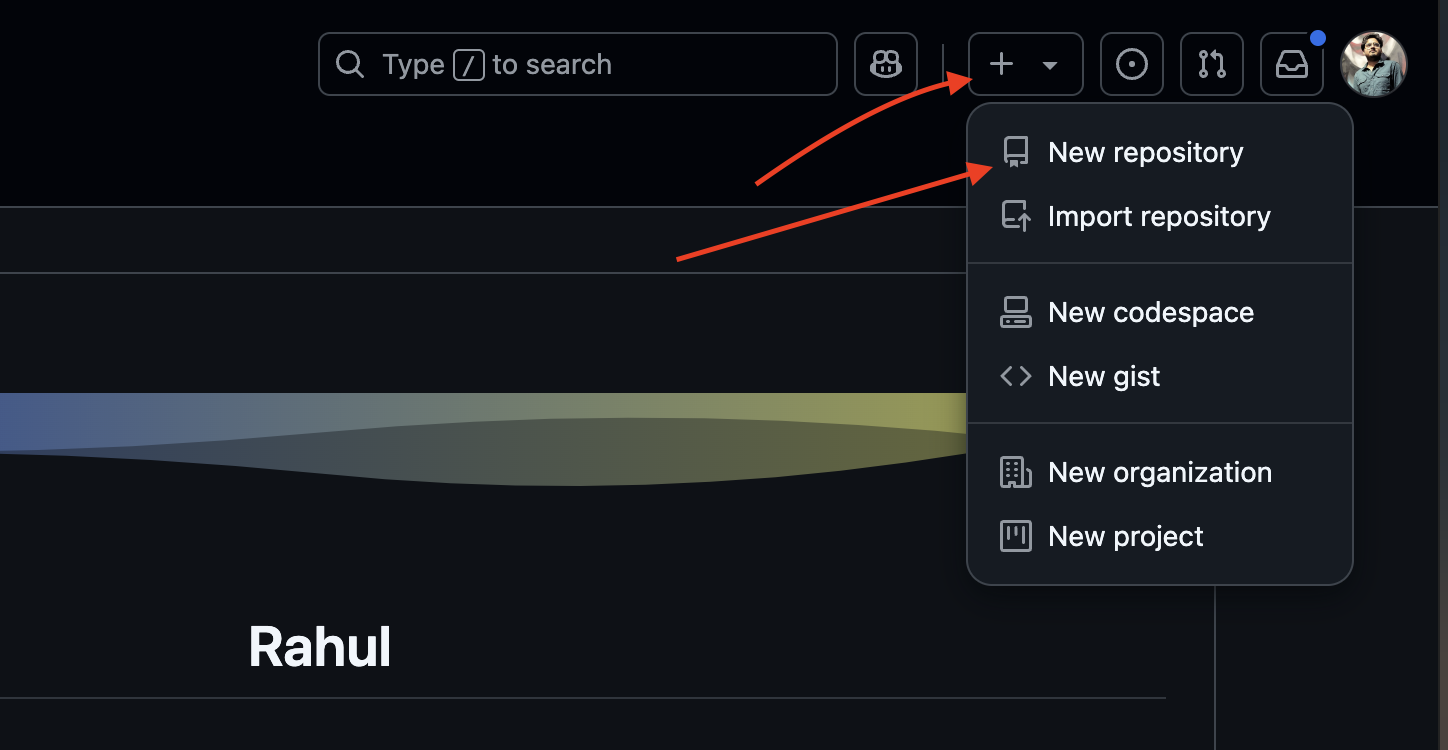 Type / to search
New repository
Import repository
New codespace
New gist
New organization
New project
Rahul